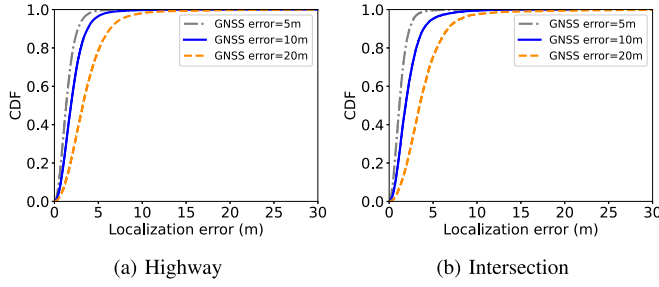 1.0
0.8
0.6
0.4
0.2
0.0
CDF
GNSS error=5m
GNSS error=10m
GNSS error=20m
0 5 10 15 20 25 30
Localization error (m)
(a) Highway
1.0
0.8
0.6
0.4
0.2
0.0
CDF
GNSS error=5m
GNSS error=10m
GNSS error=20m
0 5 10 15 20 25 30
Localization error (m)
(b) Intersection